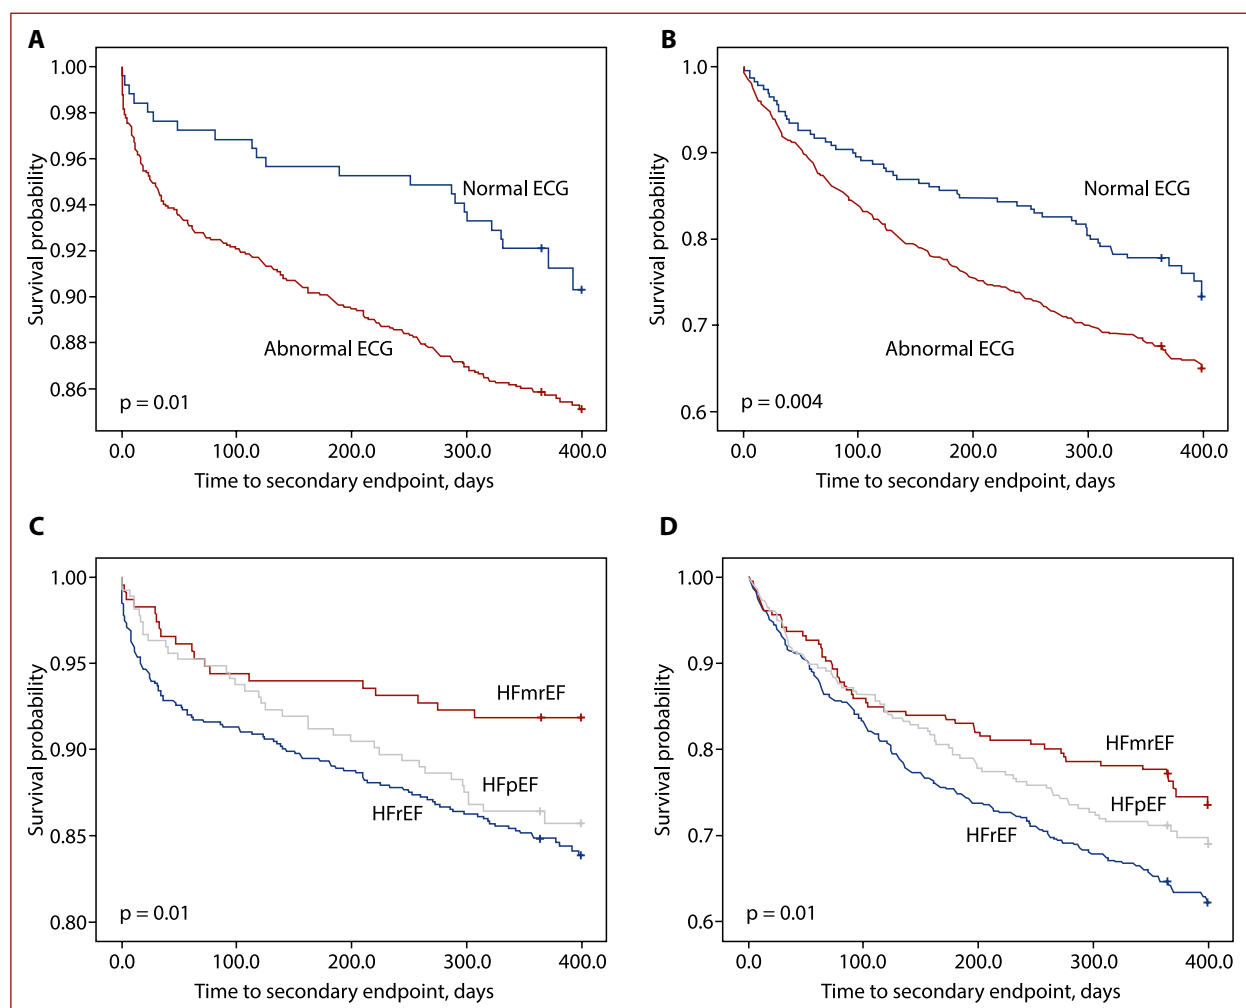 A
1.00
0.98
0.96
0.94
0.92
0.90
0.88
0.86
Survival probability
Normal ECG
Abnormal ECG
p = 0.01
0.0 100.0 200.0 300.0 400.0
Time to secondary endpoint, days
B
1.0
0.9
0.8
0.7
0.6
Survival probability
Normal ECG
Abnormal ECG
p = 0.004
0.0 100.0 200.0 300.0 400.0
Time to secondary endpoint, days
C
1.00
0.95
0.90
0.85
0.80
Survival probability
HFmrEF
HFpEF
HFrEF
p = 0.01
0.0 100.0 200.0 300.0 400.0
Time to secondary endpoint, days
D
1.00
0.9
0.8
0.7
0.6
Survival probability
HFmrEF
HFpEF
HFrEF
p = 0.01
0.0 100.0 200.0 300.0 400.0
Time to secondary endpoint, days